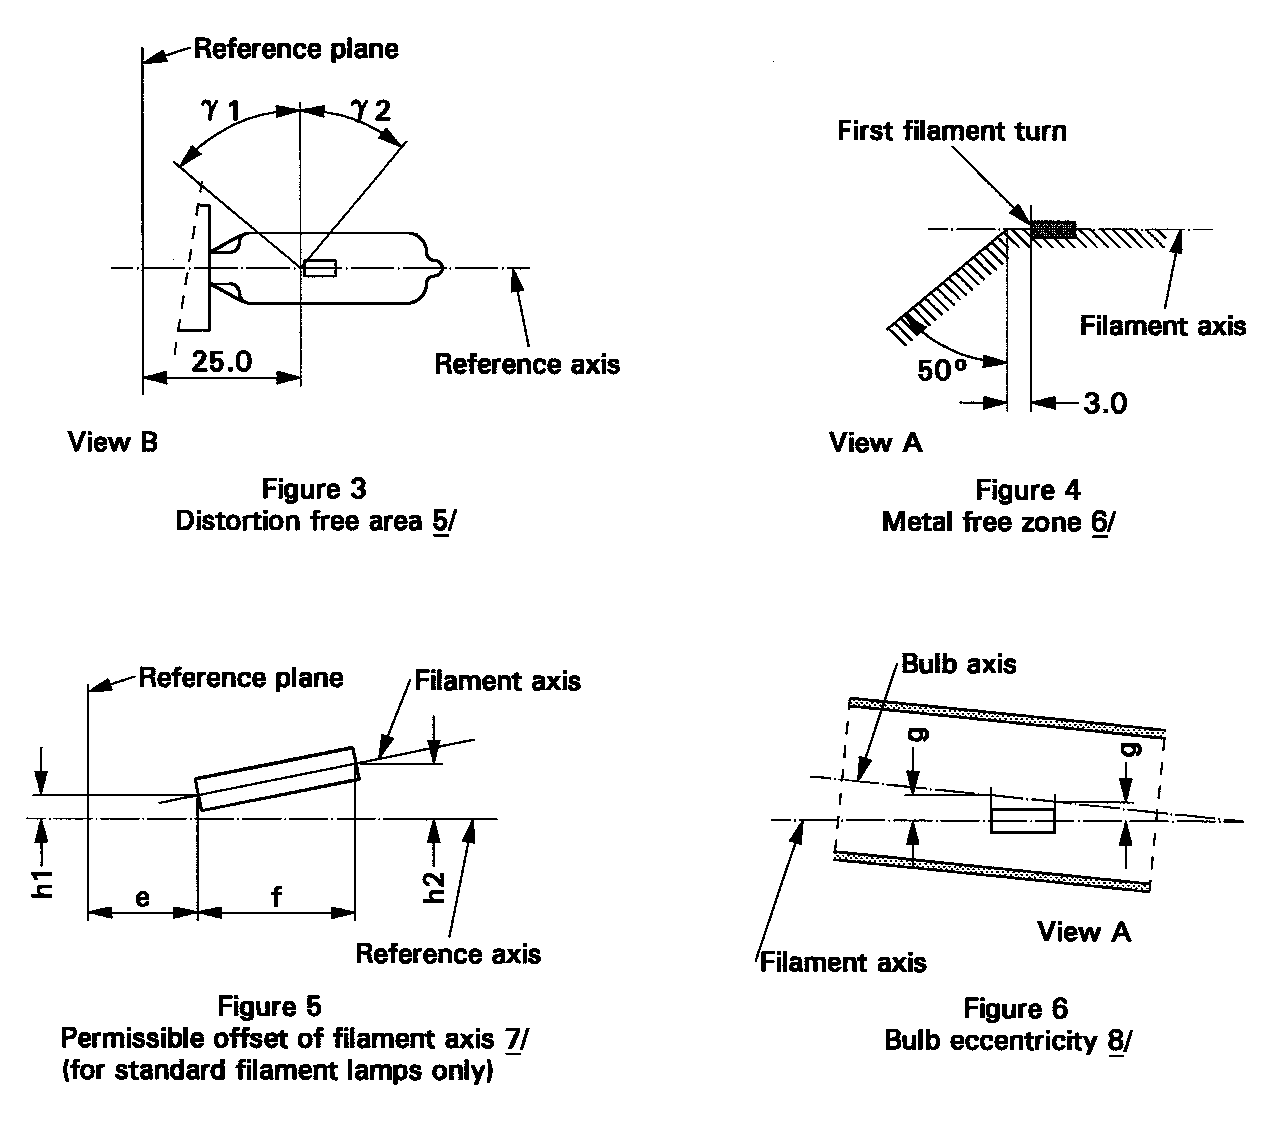 Reference plane
γ 1
γ 2
25.0
Reference axis
View B
Figure 3
Distortion free area 5/
First filament turn
Filament axis
50°
3.0
View A
Figure 4
Metal free zone 6/
Reference plane
Filament axis
h1
e
f
h2
Reference axis
Figure 5
Permissible offset of filament axis 7/
(for standard filament lamps only)
Bulb axis
g
g
View A
Filament axis
Figure 6
Bulb eccentricity 8/